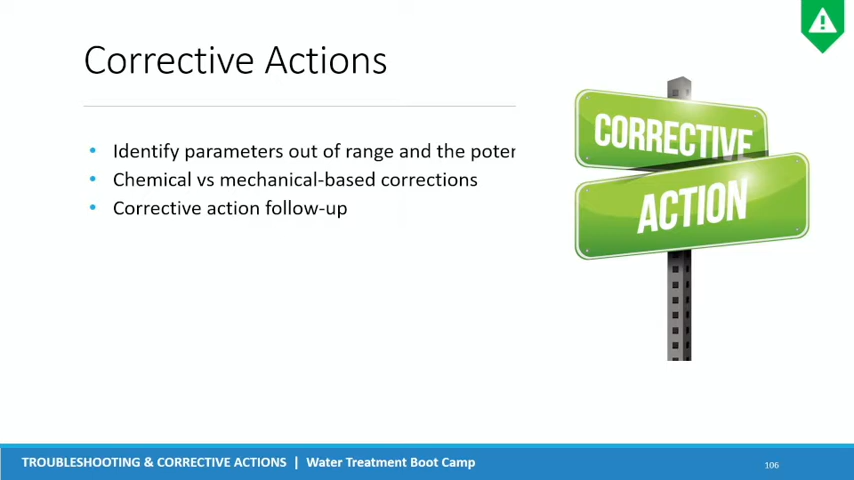 Corrective Actions
• Identify parameters out of range and the poter
• Chemical vs mechanical-based corrections
• Corrective action follow-up
CORRECTIVE
ACTION
TROUBLESHOOTING & CORRECTIVE ACTIONS | Water Treatment Boot Camp
106